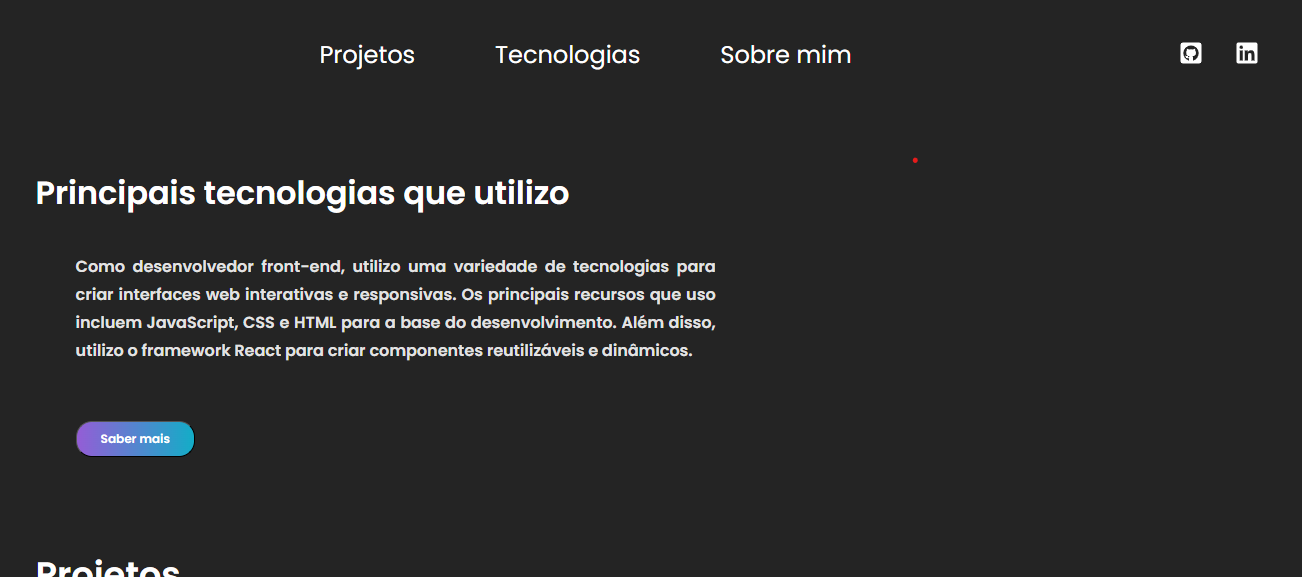 Projetos Tecnologias Sobre mim
Principais tecnologias que utilizo
Como desenvolvedor front-end, utilizo uma variedade de tecnologias para
criar interfaces web interativas e responsivas. Os principais recursos que uso
incluem JavaScript, CSS e HTML para a base do desenvolvimento. Além disso,
utilizo o framework React para criar componentes reutilizáveis e dinâmicos.
Saber mais
Projetos